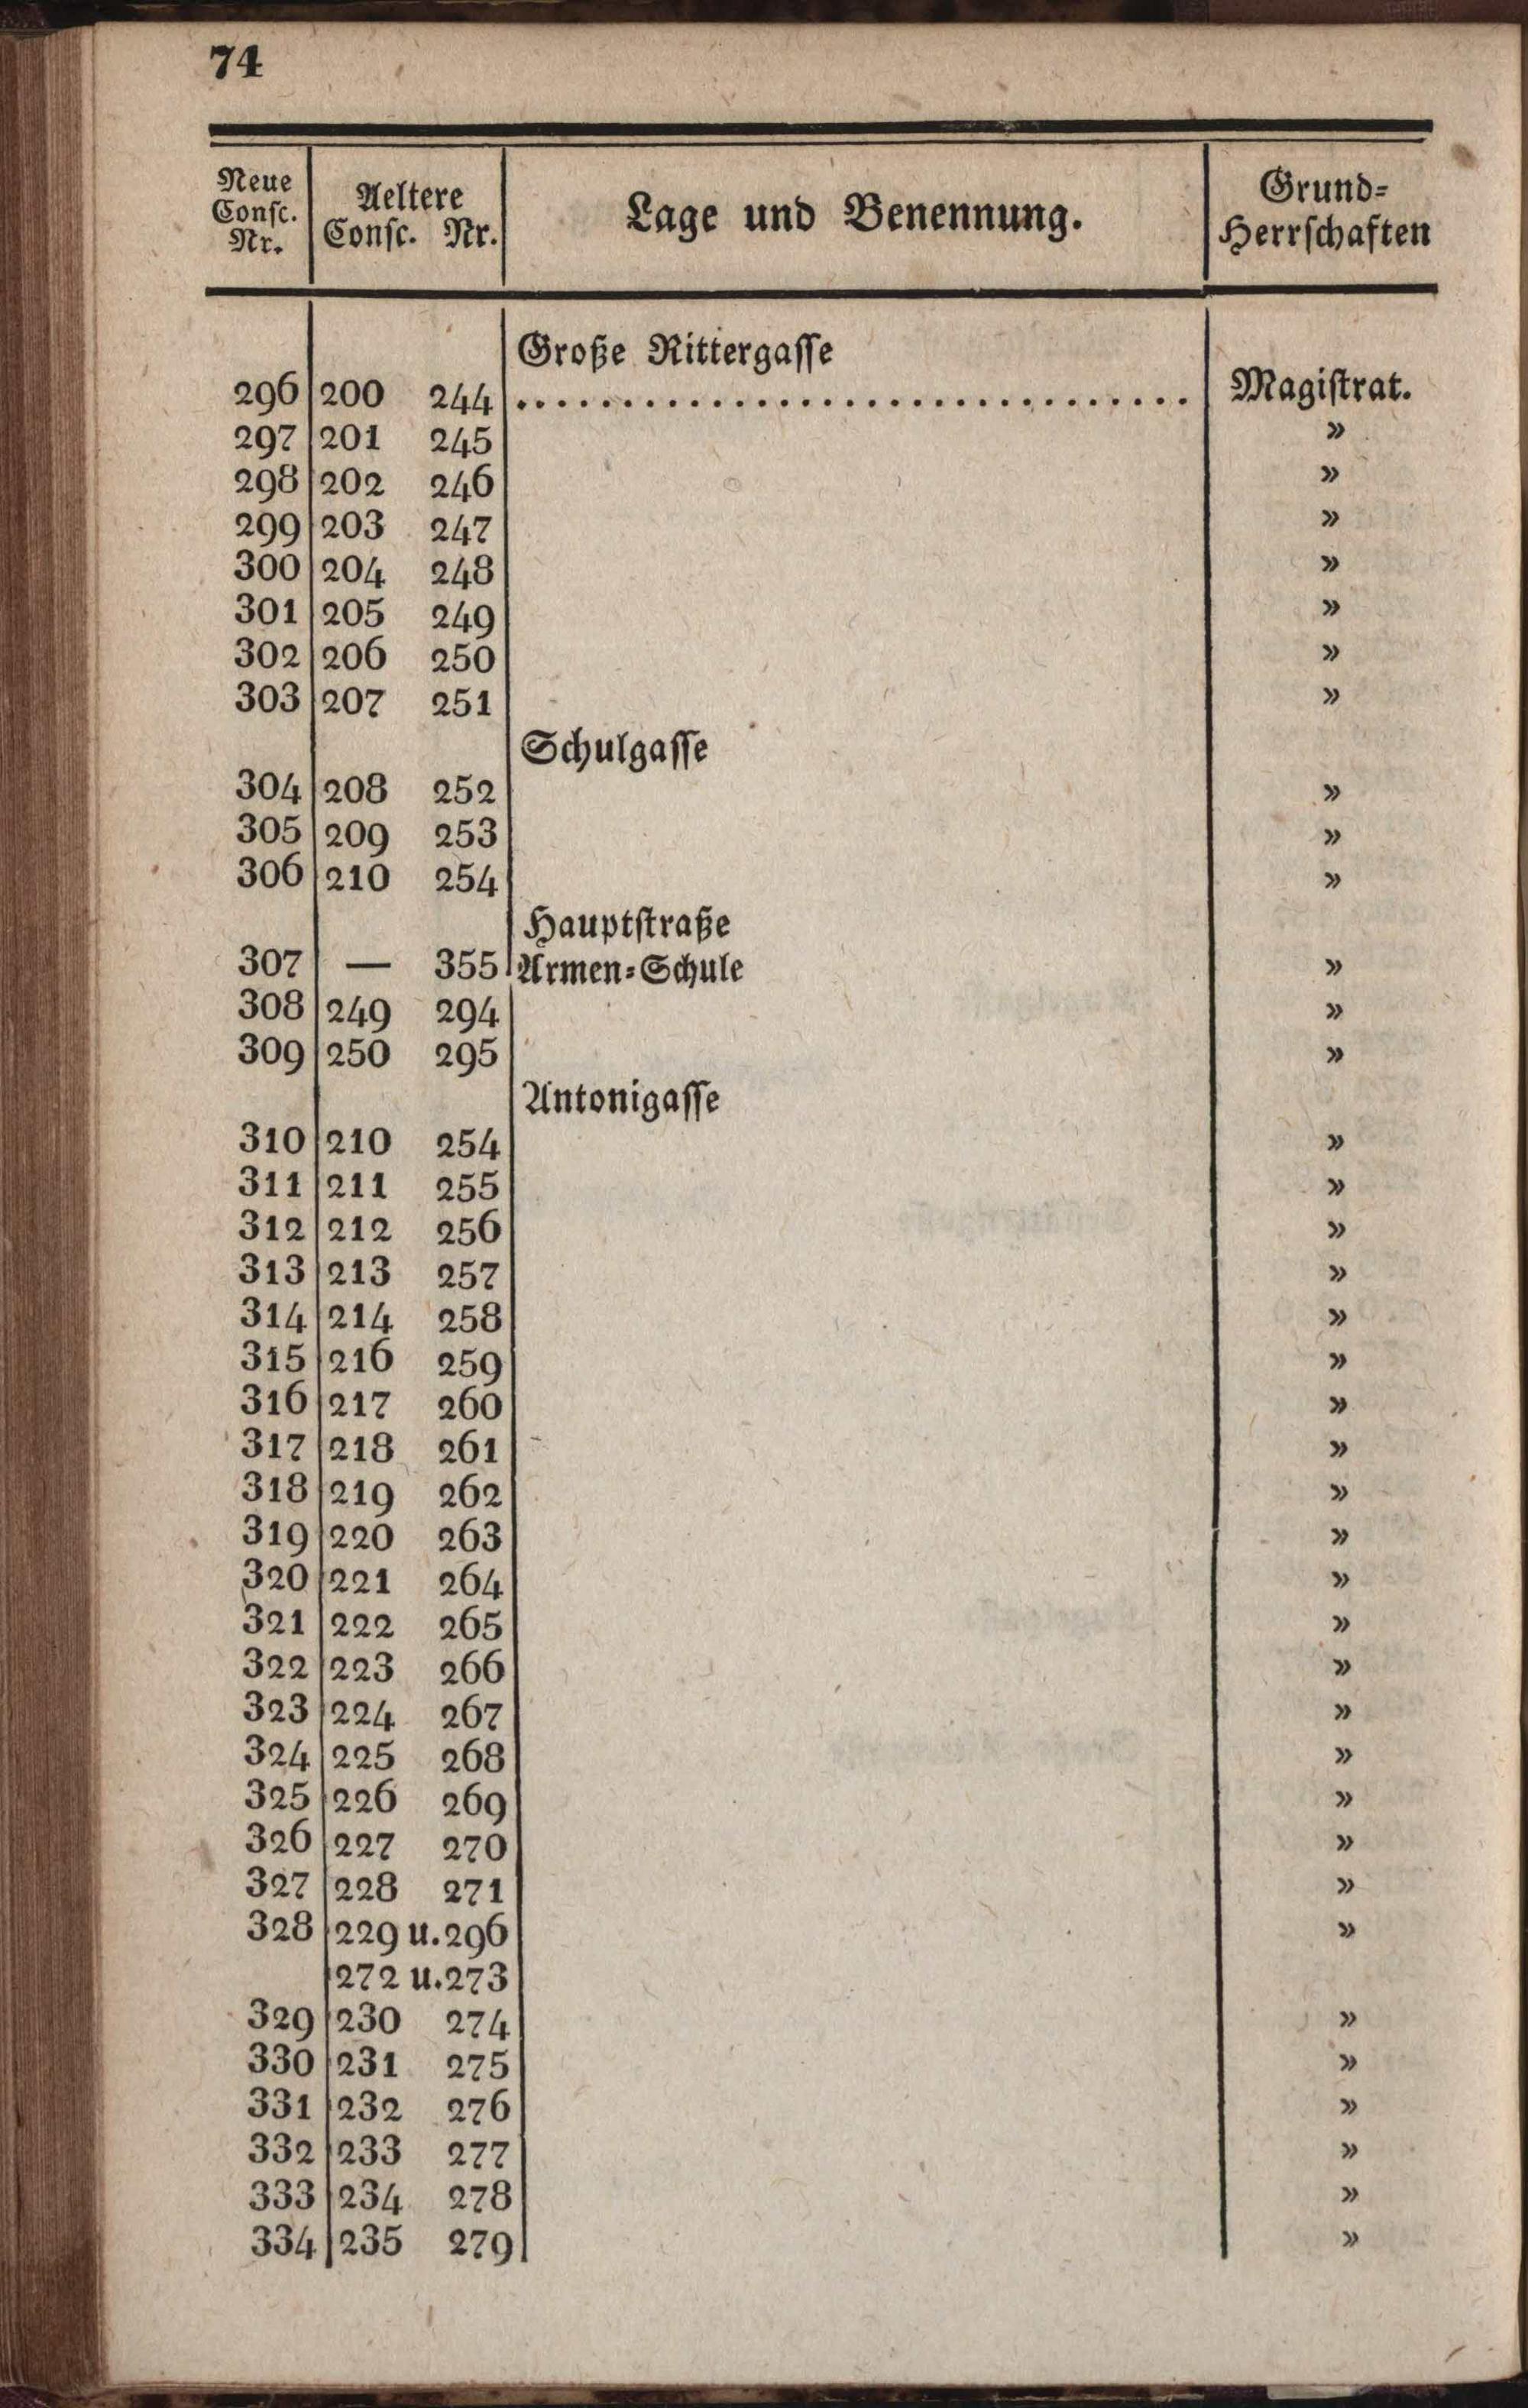 74
Neue Consc. Nr. | Aeltere Consc. Nr. | Lage und Benennung. | Grund-Herrschaften
Große Rittergasse
296 200 244 ................................ Magistrat.
297 201 245 »
298 202 246 »
299 203 247 »
300 204 248 »
301 205 249 »
302 206 250 »
303 207 251 »
Schulgasse
304 208 252 »
305 209 253 »
306 210 254 »
Hauptstraße
307 — 355 Armen-Schule »
308 249 294 »
309 250 295 »
Antonigasse
310 210 254 »
311 211 255 »
312 212 256 »
313 213 257 »
314 214 258 »
315 216 259 »
316 217 260 »
317 218 261 »
318 219 262 »
319 220 263 »
320 221 264 »
321 222 265 »
322 223 266 »
323 224 267 »
324 225 268 »
325 226 269 »
326 227 270 »
327 228 271 »
328 229 u. 296 »
272 u. 273
329 230 274 »
330 231 275 »
331 232 276 »
332 233 277 »
333 234 278 »
334 235 279 »